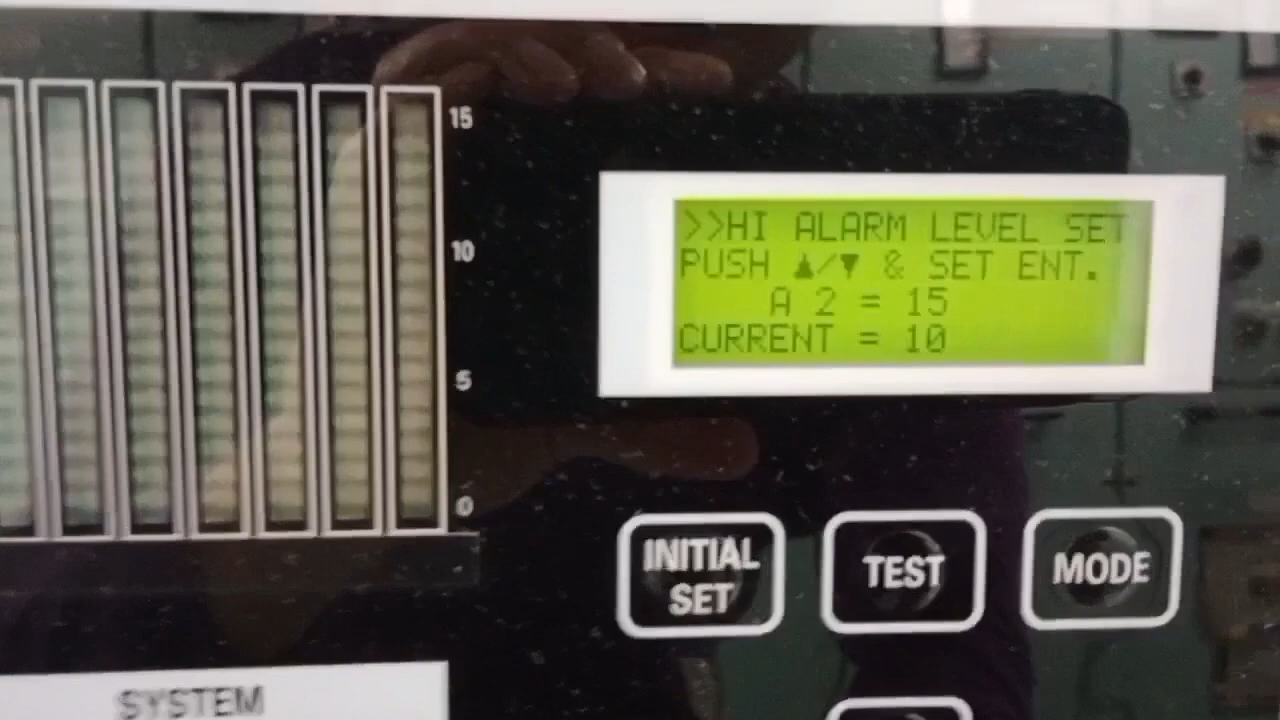 15
10
5
0
>>HI ALARM LEVEL SET
PUSH ▲/▼ & SET ENT.
A 2 = 15
CURRENT = 10
INITIAL
SET
TEST
MODE
SYSTEM